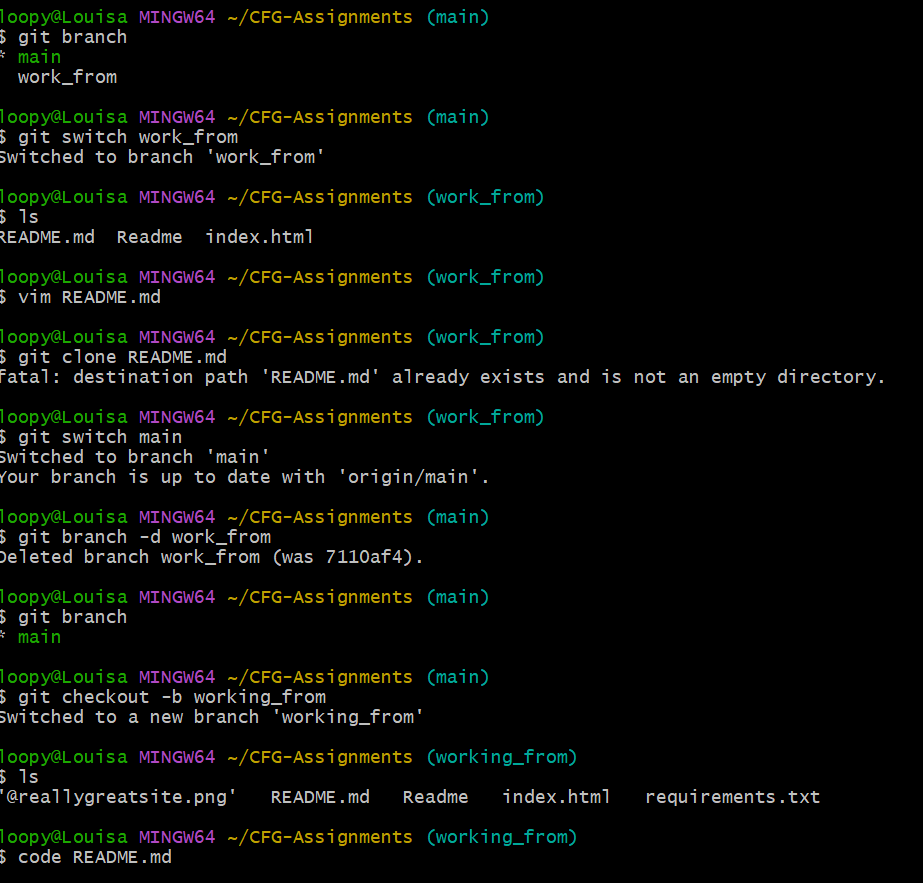 loopy@Louisa MINGW64 ~/CFG-Assignments (main)
$ git branch
* main
  work_from

loopy@Louisa MINGW64 ~/CFG-Assignments (main)
$ git switch work_from
Switched to branch 'work_from'

loopy@Louisa MINGW64 ~/CFG-Assignments (work_from)
$ ls
README.md  Readme  index.html

loopy@Louisa MINGW64 ~/CFG-Assignments (work_from)
$ vim README.md

loopy@Louisa MINGW64 ~/CFG-Assignments (work_from)
$ git clone README.md
fatal: destination path 'README.md' already exists and is not an empty directory.

loopy@Louisa MINGW64 ~/CFG-Assignments (work_from)
$ git switch main
Switched to branch 'main'
Your branch is up to date with 'origin/main'.

loopy@Louisa MINGW64 ~/CFG-Assignments (main)
$ git branch -d work_from
Deleted branch work_from (was 7110af4).

loopy@Louisa MINGW64 ~/CFG-Assignments (main)
$ git branch
* main

loopy@Louisa MINGW64 ~/CFG-Assignments (main)
$ git checkout -b working_from
Switched to a new branch 'working_from'

loopy@Louisa MINGW64 ~/CFG-Assignments (working_from)
$ ls
'@reallygreatsite.png'   README.md   Readme   index.html   requirements.txt

loopy@Louisa MINGW64 ~/CFG-Assignments (working_from)
$ code README.md